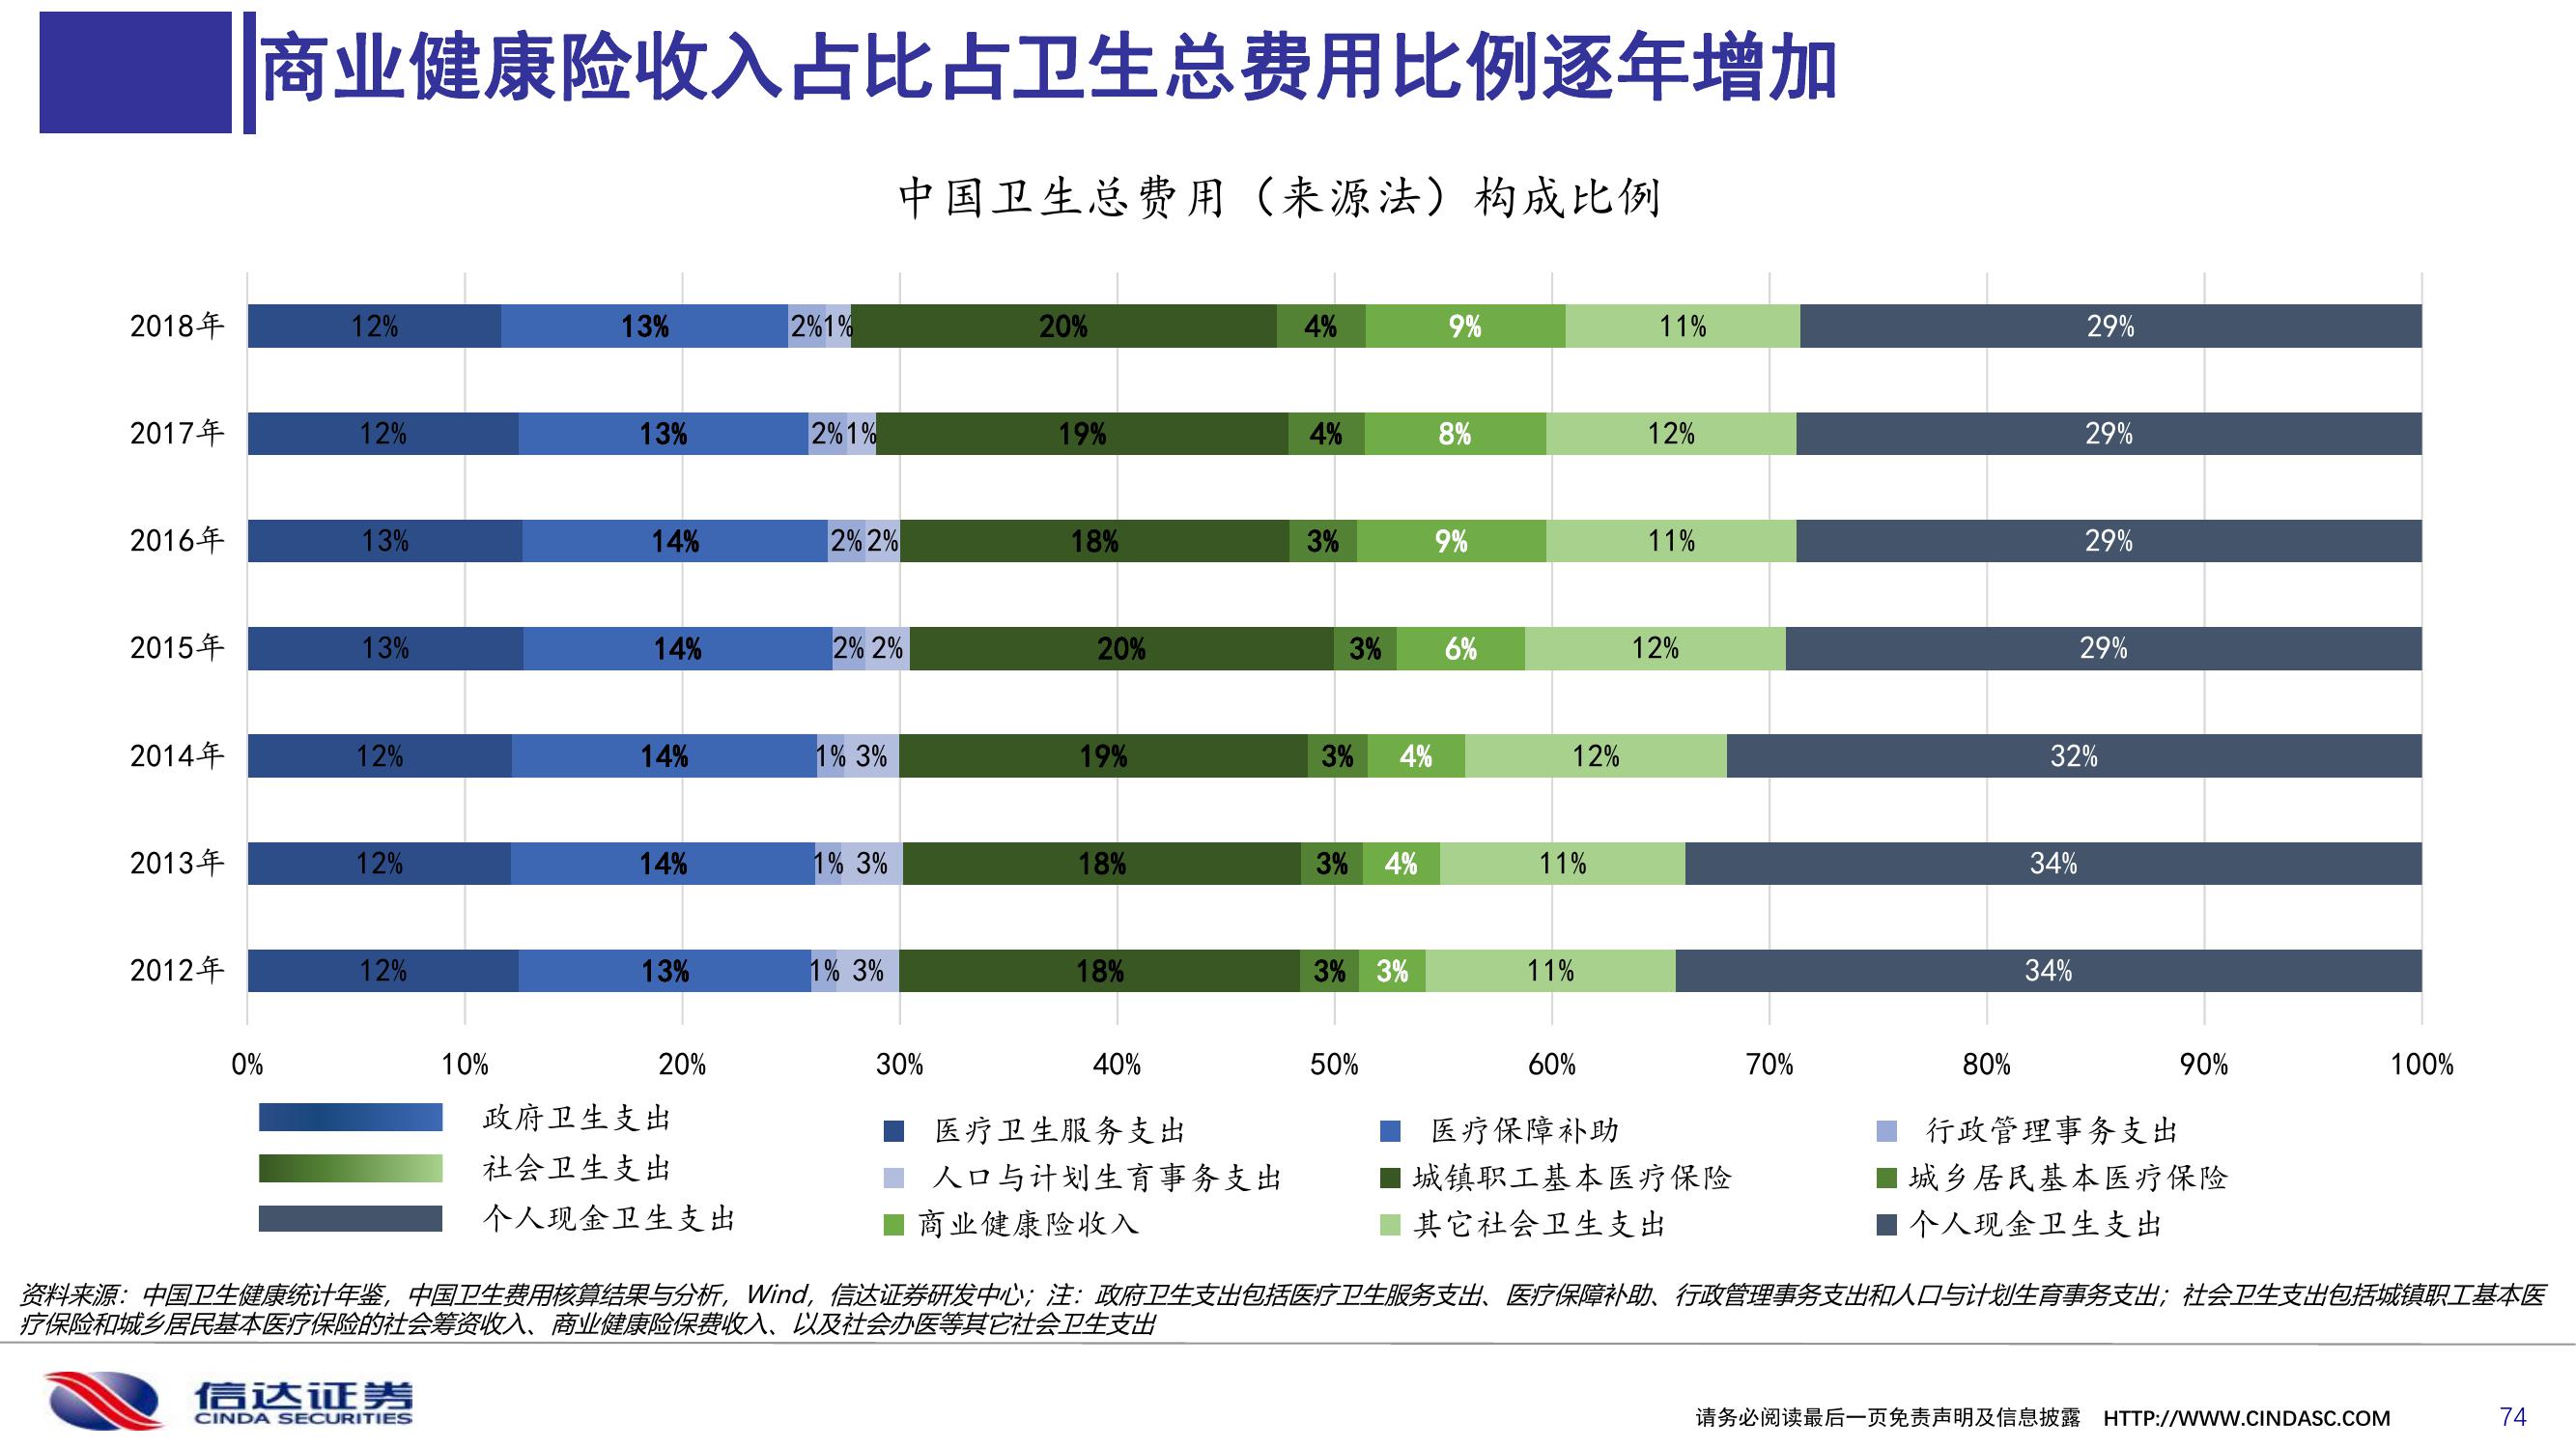 商业健康险收入占比占卫生总费用比例逐年增加
中国卫生总费用（来源法）构成比例
2018年 12% 13% 2% 1% 20% 4% 9% 11% 29%
2017年 12% 13% 2% 1% 19% 4% 8% 12% 29%
2016年 13% 14% 2% 2% 18% 3% 9% 11% 29%
2015年 13% 14% 2% 2% 20% 3% 6% 12% 29%
2014年 12% 14% 1% 3% 19% 3% 4% 12% 32%
2013年 12% 14% 1% 3% 18% 3% 4% 11% 34%
2012年 12% 13% 1% 3% 18% 3% 3% 11% 34%
0% 10% 20% 30% 40% 50% 60% 70% 80% 90% 100%
政府卫生支出
社会卫生支出
个人现金卫生支出
医疗卫生服务支出 医疗保障补助 行政管理事务支出
人口与计划生育事务支出 城镇职工基本医疗保险 城乡居民基本医疗保险
商业健康险收入 其它社会卫生支出 个人现金卫生支出
资料来源：中国卫生健康统计年鉴，中国卫生费用核算结果与分析，Wind，信达证券研发中心；注：政府卫生支出包括医疗卫生服务支出、医疗保障补助、行政管理事务支出和人口与计划生育事务支出；社会卫生支出包括城镇职工基本医
疗保险和城乡居民基本医疗保险的社会筹资收入、商业健康险保费收入、以及社会办医等其它社会卫生支出
信达证券
CINDA SECURITIES
请务必阅读最后一页免责声明及信息披露 HTTP://WWW.CINDASC.COM 74